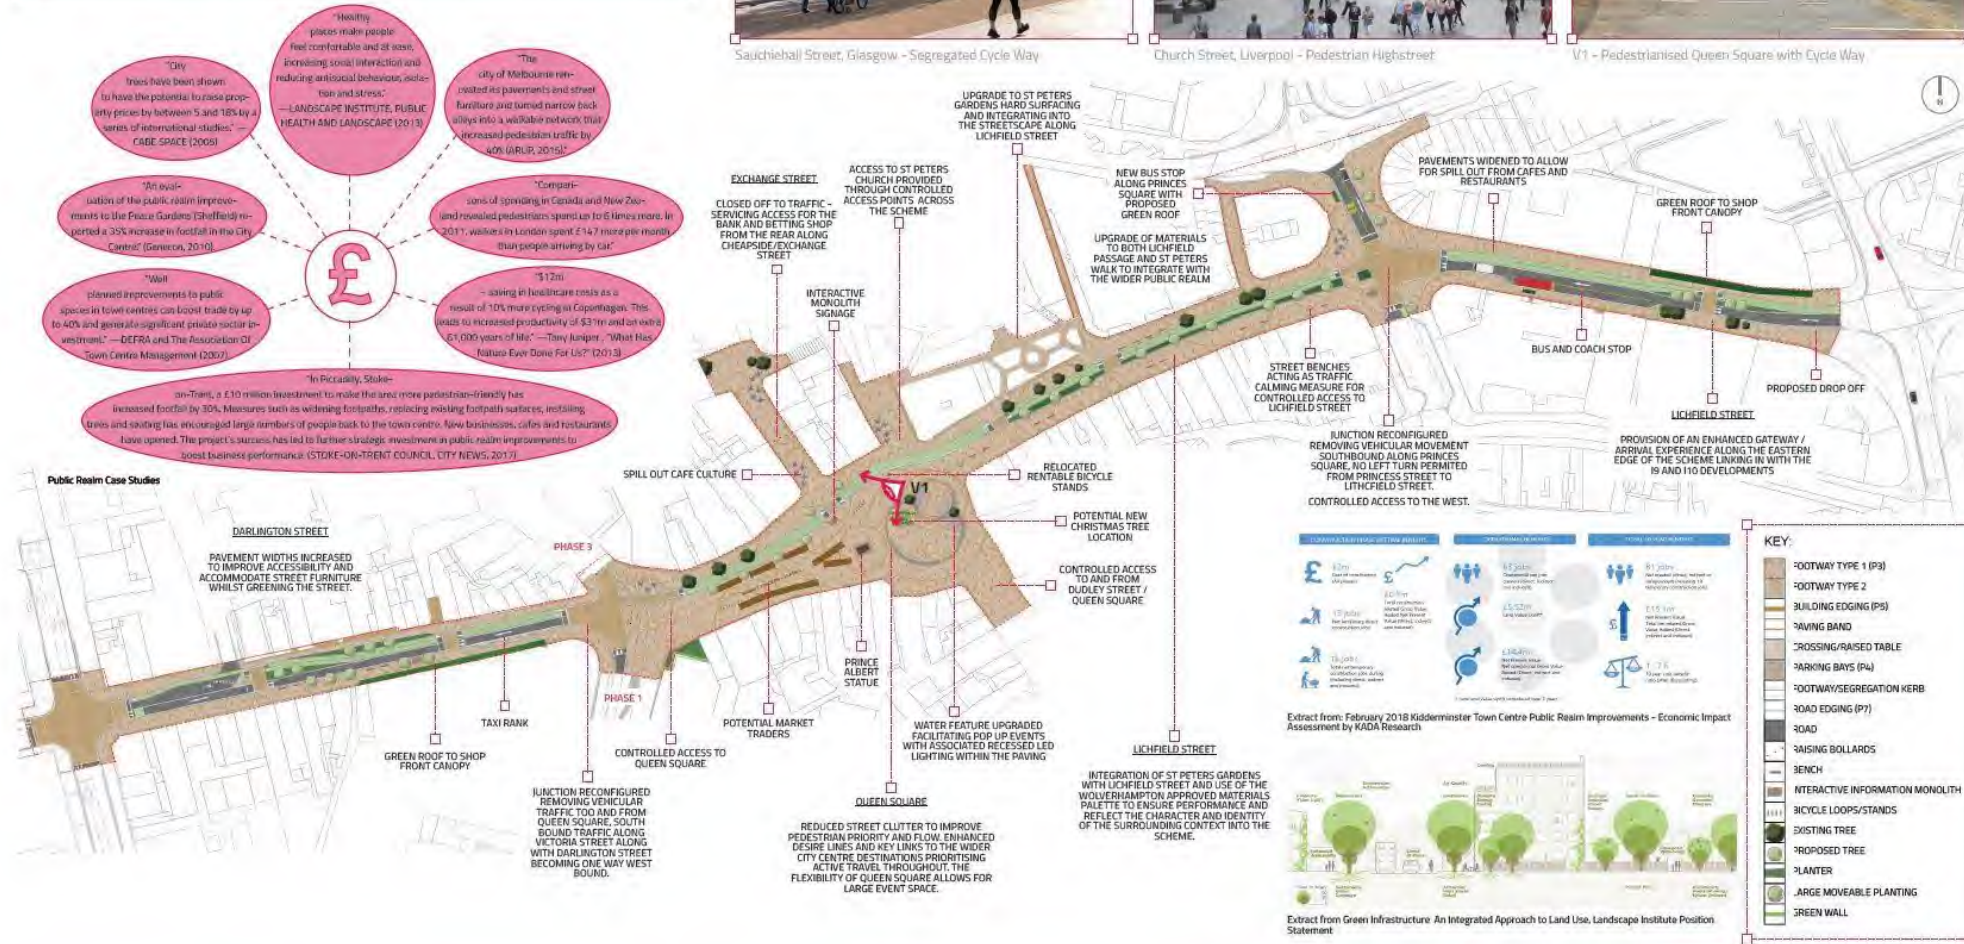 Sauchiehall Street, Glasgow - Segregated Cycle Way
Church Street, Liverpool - Pedestrian Highstreet
V1 - Pedestrianised Queen Square with Cycle Way
"Healthy
places make people
feel comfortable and at ease,
increasing social interaction and
reducing antisocial behaviour, isola-
tion and stress."
—LANDSCAPE INSTITUTE, PUBLIC
HEALTH AND LANDSCAPE (2013)
"City
trees have been shown
to have the potential to raise prop-
erty prices by between 5 and 18% by a
series of international studies." —
CABE SPACE (2005)
"The
city of Melbourne ren-
ovated its pavements and street
furniture and turned narrow back
alleys into a walkable network that
increased pedestrian traffic by
40% (ARUP, 2016)."
"An eval-
uation of the public realm improve-
ments to the Peace Gardens (Sheffield) re-
ported a 35% increase in footfall in the City
Centre." (Genecon, 2010)
"Compari-
sons of spending in Canada and New Zea-
land revealed pedestrians spend up to 6 times more. In
2011, walkers in London spent £147 more per month
than people arriving by car."
£
"Well
planned improvements to public
spaces in town centres can boost trade by up
to 40% and generate significant private sector in-
vestment." —DEFRA and The Association Of
Town Centre Management (2007)
"$12m
- saving in healthcare costs as a
result of 10% more cycling in Copenhagen. This
leads to increased productivity of $31m and an extra
61,000 years of life." —Tony Juniper, "What Has
Nature Ever Done For Us?" (2013)
"In Piccadilly, Stoke-
on-Trent, a £10 million investment to make the area more pedestrian-friendly has
increased footfall by 30%. Measures such as widening footpaths, replacing existing footpath surfaces, installing
trees and seating has encouraged large numbers of people back to the town centre. New businesses, cafes and restaurants
have opened. The project's success has led to further strategic investment in public realm improvements to
boost business performance. (STOKE-ON-TRENT COUNCIL, CITY NEWS, 2017)
Public Realm Case Studies
N
UPGRADE TO ST PETERS
GARDENS HARD SURFACING
AND INTEGRATING INTO
THE STREETSCAPE ALONG
LICHFIELD STREET
EXCHANGE STREET
CLOSED OFF TO TRAFFIC -
SERVICING ACCESS FOR THE
BANK AND BETTING SHOP
FROM THE REAR ALONG
CHEAPSIDE/EXCHANGE
STREET
ACCESS TO ST PETERS
CHURCH PROVIDED
THROUGH CONTROLLED
ACCESS POINTS ACROSS
THE SCHEME
INTERACTIVE
MONOLITH
SIGNAGE
NEW BUS STOP
ALONG PRINCES
SQUARE WITH
PROPOSED
GREEN ROOF
UPGRADE OF MATERIALS
TO BOTH LICHFIELD
PASSAGE AND ST PETERS
WALK TO INTEGRATE WITH
THE WIDER PUBLIC REALM
PAVEMENTS WIDENED TO ALLOW
FOR SPILL OUT FROM CAFES AND
RESTAURANTS
GREEN ROOF TO SHOP
FRONT CANOPY
BUS AND COACH STOP
PROPOSED DROP OFF
STREET BENCHES
ACTING AS TRAFFIC
CALMING MEASURE FOR
CONTROLLED ACCESS TO
LICHFIELD STREET
JUNCTION RECONFIGURED
REMOVING VEHICULAR MOVEMENT
SOUTHBOUND ALONG PRINCES
SQUARE, NO LEFT TURN PERMITED
FROM PRINCESS STREET TO
LITHCFIELD STREET.
CONTROLLED ACCESS TO THE WEST.
LICHFIELD STREET
PROVISION OF AN ENHANCED GATEWAY /
ARRIVAL EXPERIENCE ALONG THE EASTERN
EDGE OF THE SCHEME LINKING IN WITH THE
I9 AND I10 DEVELOPMENTS
SPILL OUT CAFE CULTURE
V1
RELOCATED
RENTABLE BICYCLE
STANDS
POTENTIAL NEW
CHRISTMAS TREE
LOCATION
CONTROLLED ACCESS
TO AND FROM
DUDLEY STREET /
QUEEN SQUARE
DARLINGTON STREET
PAVEMENT WIDTHS INCREASED
TO IMPROVE ACCESSIBILITY AND
ACCOMMODATE STREET FURNITURE
WHILST GREENING THE STREET.
PHASE 3
PHASE 1
TAXI RANK
GREEN ROOF TO SHOP
FRONT CANOPY
JUNCTION RECONFIGURED
REMOVING VEHICULAR
TRAFFIC TOO AND FROM
QUEEN SQUARE, SOUTH
BOUND TRAFFIC ALONG
VICTORIA STREET ALONG
WITH DARLINGTON STREET
BECOMING ONE WAY WEST
BOUND.
CONTROLLED ACCESS TO
QUEEN SQUARE
POTENTIAL MARKET
TRADERS
PRINCE
ALBERT
STATUE
WATER FEATURE UPGRADED
FACILITATING POP UP EVENTS
WITH ASSOCIATED RECESSED LED
LIGHTING WITHIN THE PAVING
QUEEN SQUARE
REDUCED STREET CLUTTER TO IMPROVE
PEDESTRIAN PRIORITY AND FLOW. ENHANCED
DESIRE LINES AND KEY LINKS TO THE WIDER
CITY CENTRE DESTINATIONS PRIORITISING
ACTIVE TRAVEL THROUGHOUT. THE
FLEXIBILITY OF QUEEN SQUARE ALLOWS FOR
LARGE EVENT SPACE.
LICHFIELD STREET
INTEGRATION OF ST PETERS GARDENS
WITH LICHFIELD STREET AND USE OF THE
WOLVERHAMPTON APPROVED MATERIALS
PALETTE TO ENSURE PERFORMANCE AND
REFLECT THE CHARACTER AND IDENTITY
OF THE SURROUNDING CONTEXT INTO THE
SCHEME.
Extract from: February 2018 Kidderminster Town Centre Public Realm Improvements - Economic Impact
Assessment by KADA Research
Extract from Green Infrastructure An Integrated Approach to Land Use, Landscape Institute Position
Statement
KEY:
FOOTWAY TYPE 1 (P3)
FOOTWAY TYPE 2
BUILDING EDGING (P5)
PAVING BAND
CROSSING/RAISED TABLE
PARKING BAYS (P4)
FOOTWAY/SEGREGATION KERB
ROAD EDGING (P7)
ROAD
RAISING BOLLARDS
BENCH
INTERACTIVE INFORMATION MONOLITH
BICYCLE LOOPS/STANDS
EXISTING TREE
PROPOSED TREE
PLANTER
LARGE MOVEABLE PLANTING
GREEN WALL